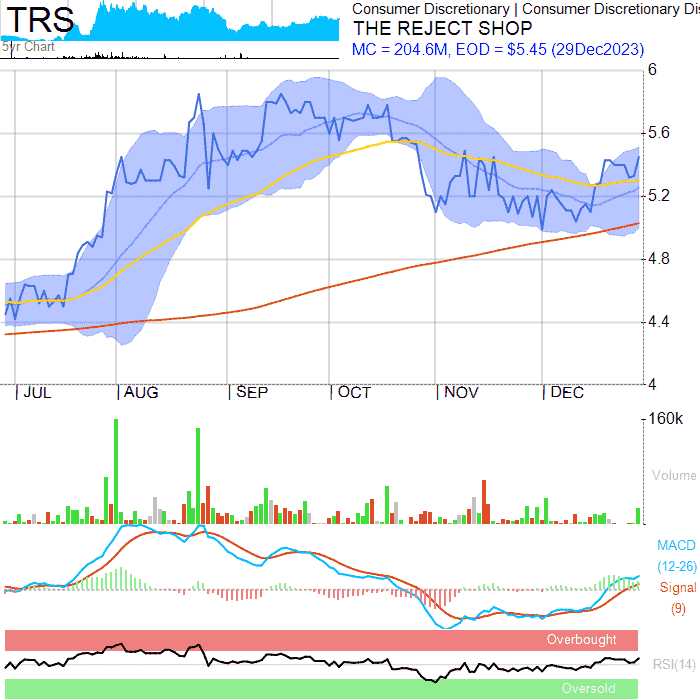 TRS
5yr Chart
Consumer Discretionary | Consumer Discretionary Dis
THE REJECT SHOP
MC = 204.6M, EOD = $5.45 (29Dec2023)
6
5.6
5.2
4.8
4.4
4
JUL AUG SEP OCT NOV DEC
160k
Volume
MACD
(12-26)
Signal
(9)
Overbought
RSI(14)
Oversold